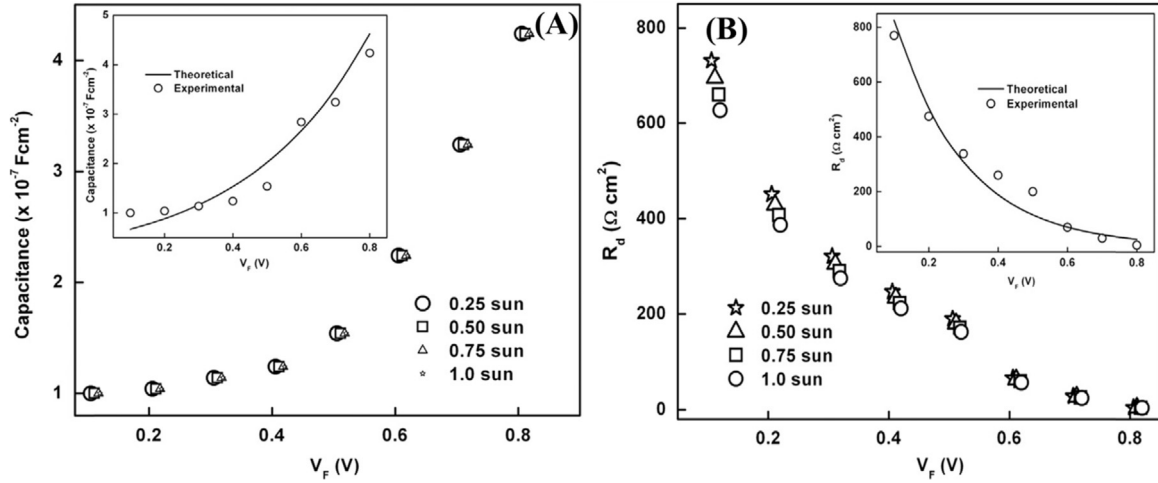 (A)
Capacitance (x 10⁻⁷ Fcm⁻²)
4
3
2
1
0.2 0.4 0.6 0.8
V_F (V)
0.25 sun
0.50 sun
0.75 sun
1.0 sun
Capacitance (x 10⁻⁷ Fcm⁻²)
5
4
3
2
1
0.2 0.4 0.6 0.8
V_F (V)
Theoretical
Experimental
(B)
R_d (Ω cm²)
800
600
400
200
0
0.2 0.4 0.6 0.8
V_F (V)
0.25 sun
0.50 sun
0.75 sun
1.0 sun
R_d (Ω cm²)
800
600
400
200
0
0.2 0.4 0.6 0.8
V_F (V)
Theoretical
Experimental